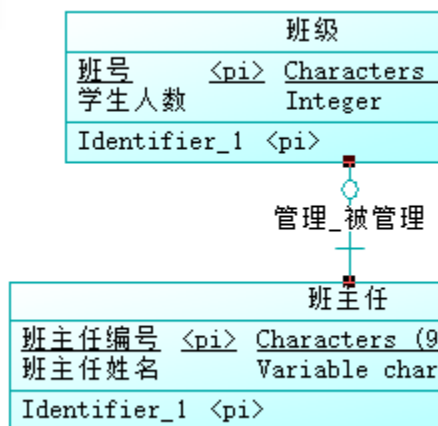 班级
班号 <pi> Characters
学生人数 Integer
Identifier_1 <pi>
管理_被管理
班主任
班主任编号 <pi> Characters (9
班主任姓名 Variable char
Identifier_1 <pi>